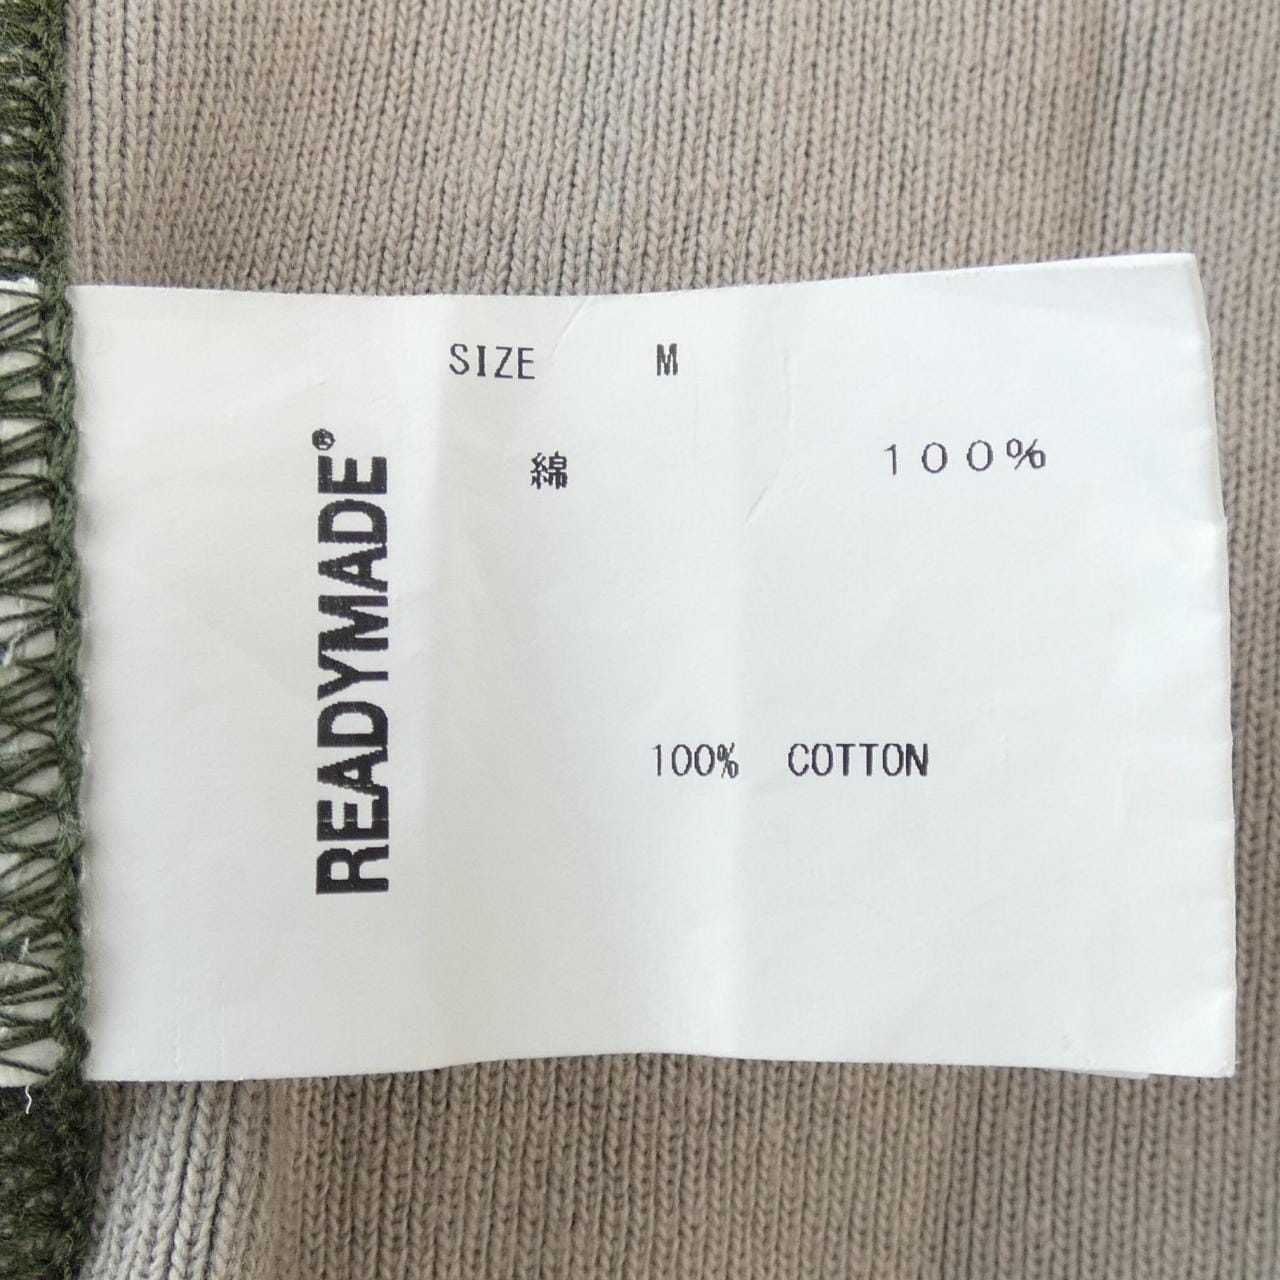 SIZE M
綿 100%
100% COTTON
READYMADE®